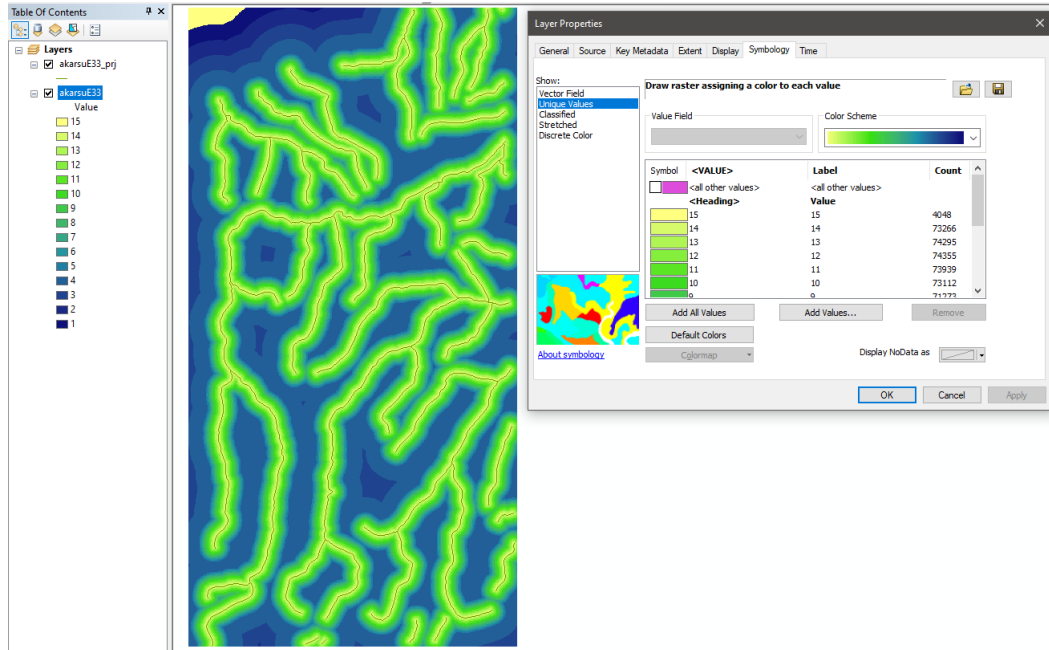 Table Of Contents
Layers
akarsuE33_prj
akarsuE33
Value
15
14
13
12
11
10
9
8
7
6
5
4
3
2
1
Layer Properties
General Source Key Metadata Extent Display Symbology Time
Show:
Vector Field
Unique Values
Classified
Stretched
Discrete Color
About symbology
Draw raster assigning a color to each value
Value Field
Color Scheme
Symbol <VALUE> Label Count
<all other values> <all other values>
<Heading> Value
15 15 4048
14 14 73266
13 13 74295
12 12 74355
11 11 73939
10 10 73112
9 9 71273
Add All Values Add Values... Remove
Default Colors
Colormap Display NoData as
OK Cancel Apply